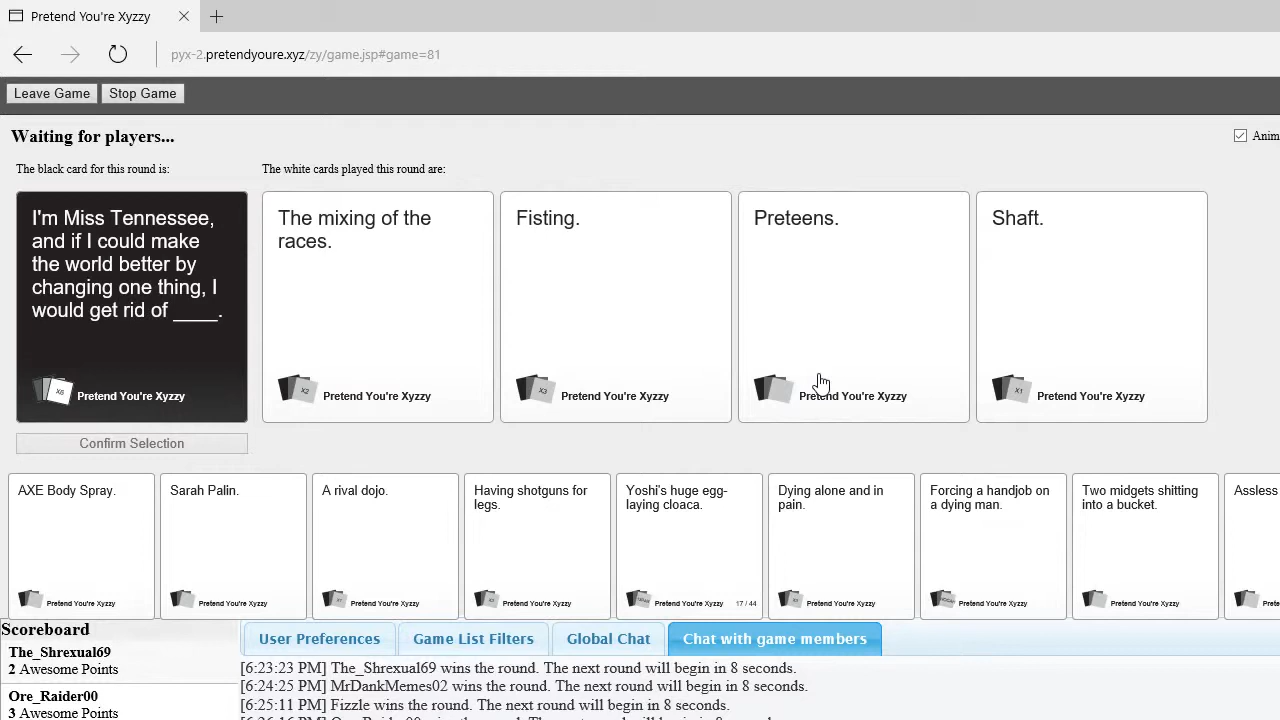 Pretend You're Xyzzy
pyx-2.pretendyoure.xyz/zy/game.jsp#game=81
Leave Game Stop Game
Waiting for players...
Anim
The black card for this round is:
The white cards played this round are:
I'm Miss Tennessee,
and if I could make
the world better by
changing one thing, I
would get rid of ____.
X6 Pretend You're Xyzzy
The mixing of the
races.
X2 Pretend You're Xyzzy
Fisting.
X3 Pretend You're Xyzzy
Preteens.
Pretend You're Xyzzy
Shaft.
X1 Pretend You're Xyzzy
Confirm Selection
AXE Body Spray.
Pretend You're Xyzzy
Sarah Palin.
Pretend You're Xyzzy
A rival dojo.
Pretend You're Xyzzy
Having shotguns for
legs.
Pretend You're Xyzzy
Yoshi's huge egg-
laying cloaca.
Pretend You're Xyzzy 17 / 44
Dying alone and in
pain.
Pretend You're Xyzzy
Forcing a handjob on
a dying man.
Pretend You're Xyzzy
Two midgets shitting
into a bucket.
Pretend You're Xyzzy
Assless
Pretend
Scoreboard
The_Shrexual69
2 Awesome Points
Ore_Raider00
3 Awesome Points
User Preferences
Game List Filters
Global Chat
Chat with game members
[6:23:23 PM] The_Shrexual69 wins the round. The next round will begin in 8 seconds.
[6:24:25 PM] MrDankMemes02 wins the round. The next round will begin in 8 seconds.
[6:25:11 PM] Fizzle wins the round. The next round will begin in 8 seconds.